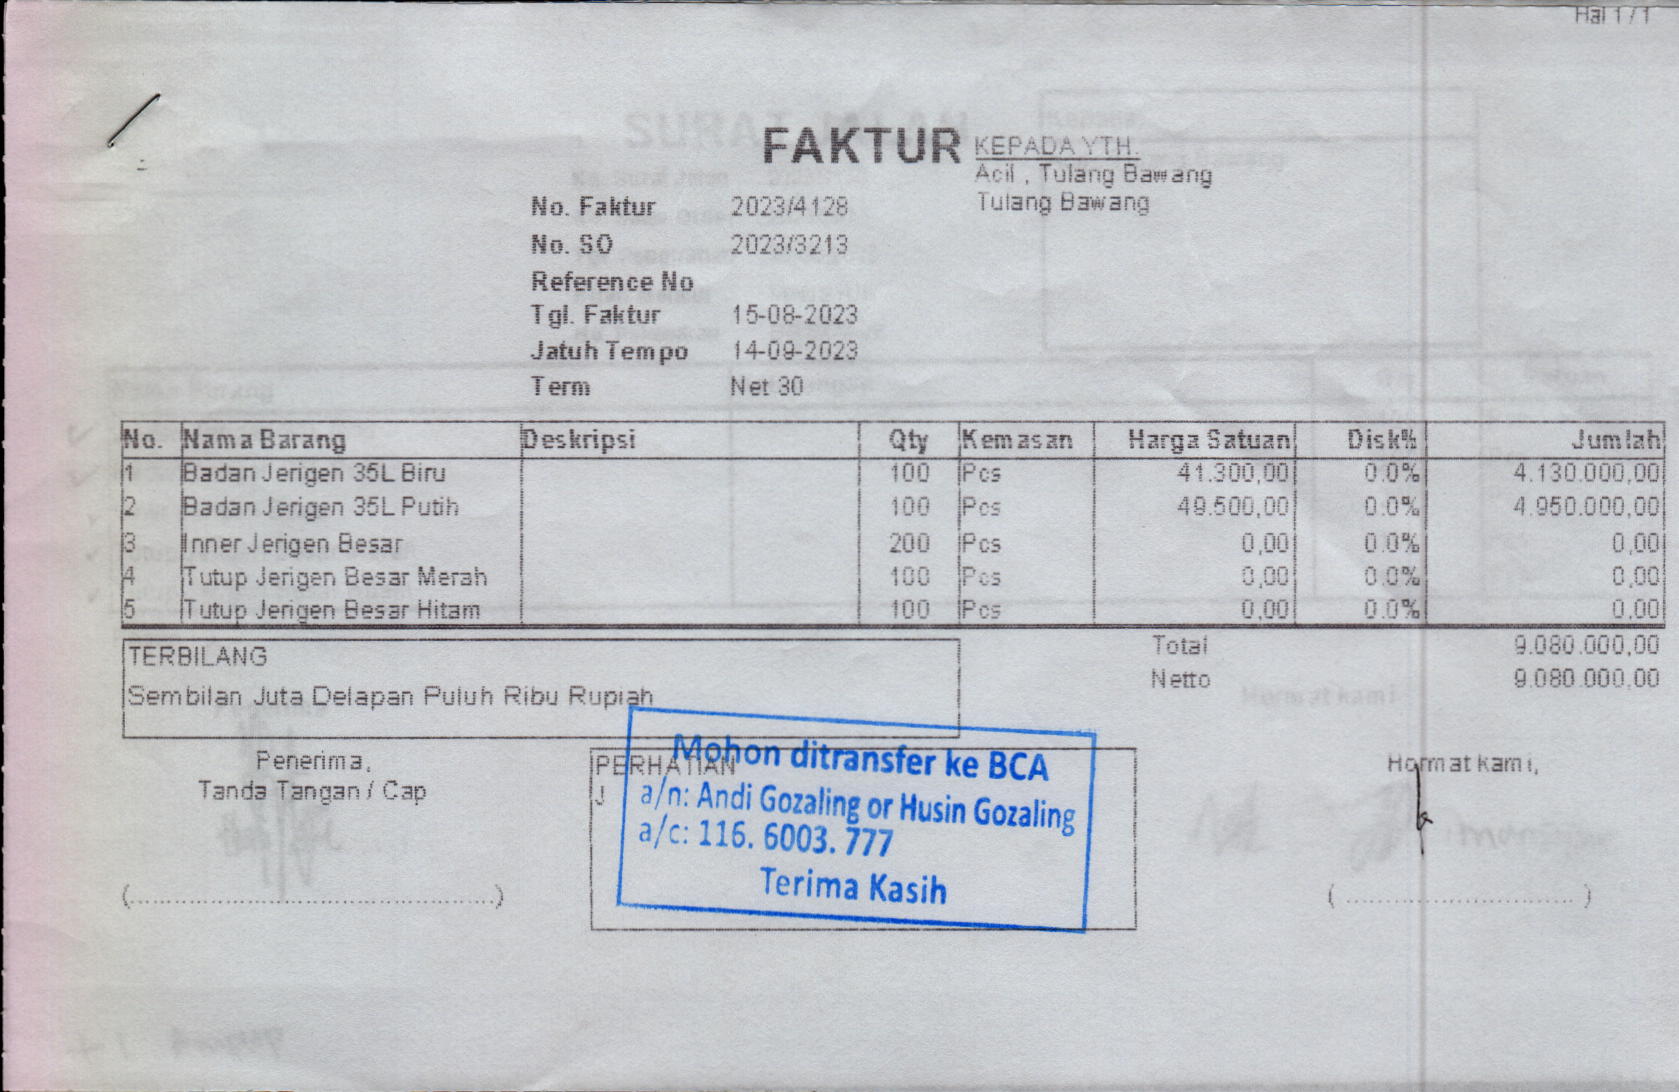 Hal 1 / 1
FAKTUR
KEPADA YTH.
Acil , Tulang Bawang
Tulang Bawang
No. Faktur 2023/4128
No. SO 2023/3213
Reference No
Tgl. Faktur 15-08-2023
Jatuh Tempo 14-09-2023
Term Net 30
No. Nama Barang Deskripsi Qty Kemasan Harga Satuan Disk% Jumlah
1 Badan Jerigen 35L Biru 100 Pcs 41.300,00 0.0% 4.130.000,00
2 Badan Jerigen 35L Putih 100 Pcs 49.500,00 0.0% 4.950.000,00
3 Inner Jerigen Besar 200 Pcs 0,00 0.0% 0,00
4 Tutup Jerigen Besar Merah 100 Pcs 0,00 0.0% 0,00
5 Tutup Jerigen Besar Hitam 100 Pcs 0,00 0.0% 0,00
TERBILANG
Sembilan Juta Delapan Puluh Ribu Rupiah
Total 9.080.000,00
Netto 9.080.000,00
Penerima,
Tanda Tangan / Cap
(..............................................)
PERHATIAN
J
Mohon ditransfer ke BCA
a/n: Andi Gozaling or Husin Gozaling
a/c: 116. 6003. 777
Terima Kasih
Hormat kami,
( ............................ )